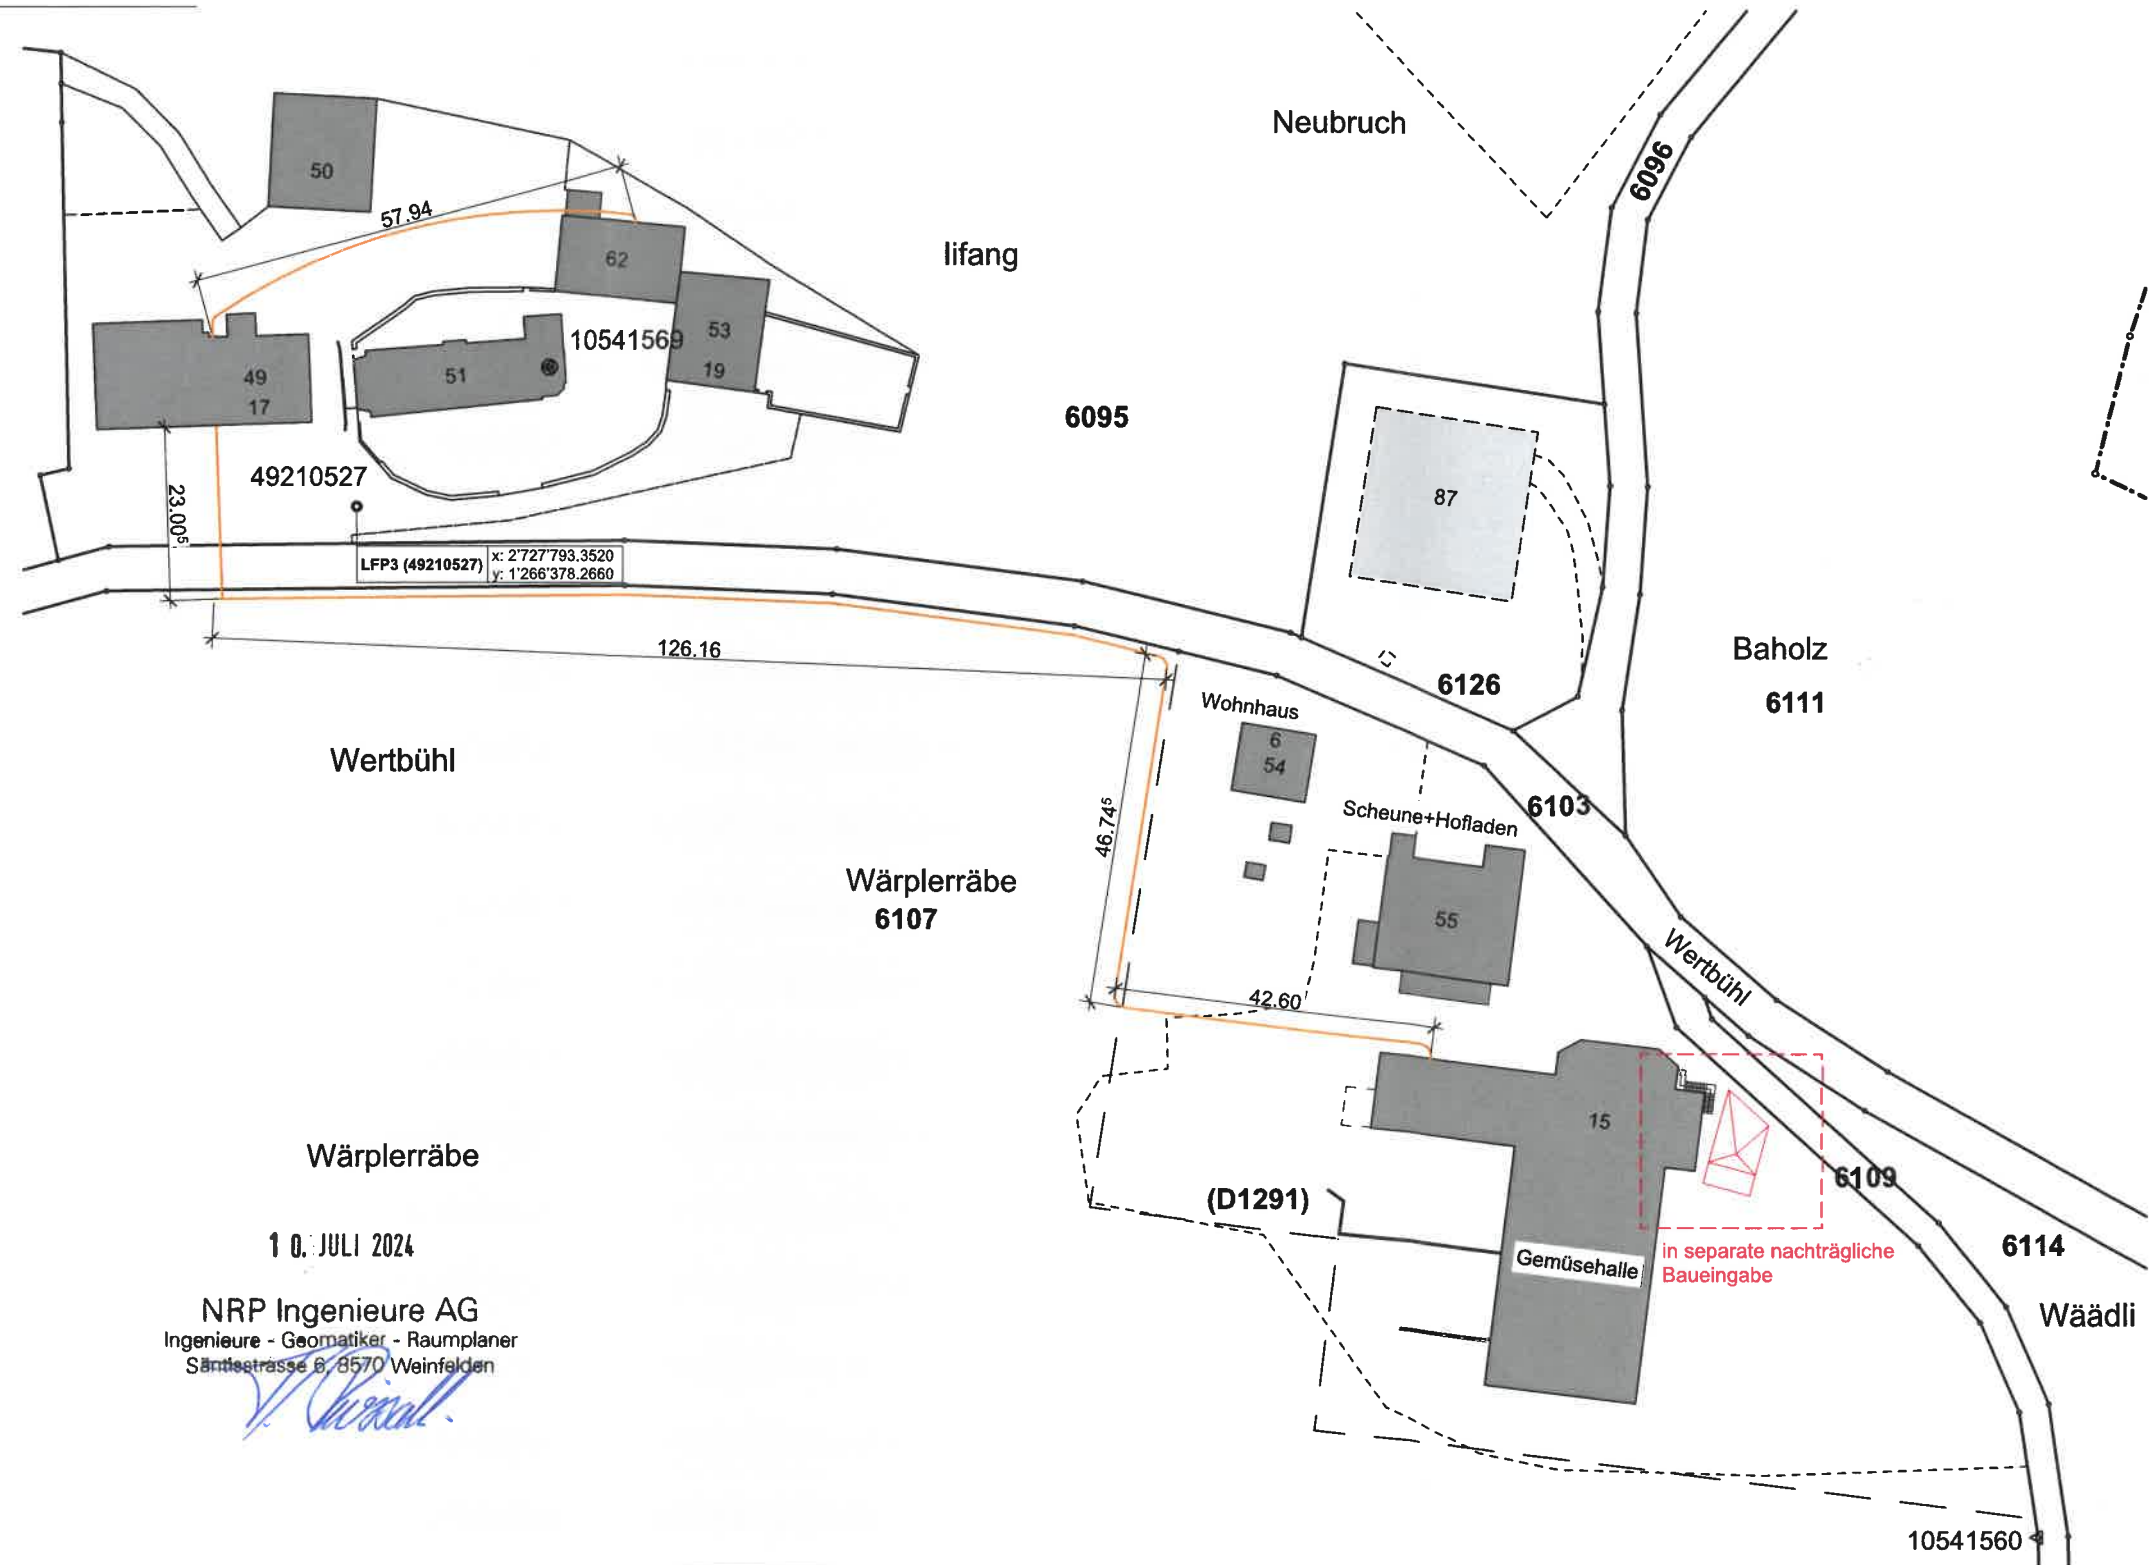 Neubruch
6096
50
57.94
Iifang
62
10541569
53
19
49
17
51
6095
87
49210527
23.00⁵
LFP3 (49210527)
x: 2'727'793.3520
y: 1'266'378.2660
126.16
Baholz
6111
6126
Wohnhaus
6
54
Wertbühl
46.74⁵
6103
Scheune+Hofladen
Wärplerräbe
6107
55
Wertbühl
42.60
15
Wärplerräbe
6109
(D1291)
10. JULI 2024
Gemüsehalle
in separate nachträgliche
Baueingabe
6114
NRP Ingenieure AG
Ingenieure - Geomatiker - Raumplaner
Säntisstrasse 6, 8570 Weinfelden
Wäädli
10541560